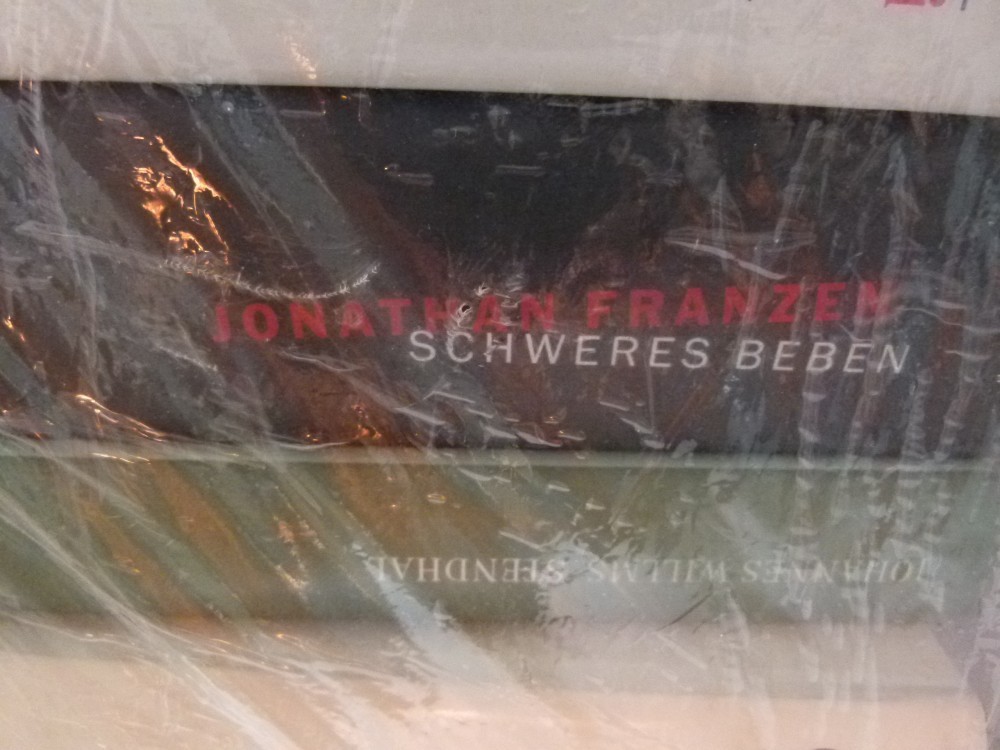 JONATHAN FRANZEN
SCHWERES BEBEN
JOHANNES WILLMS STENDHAL